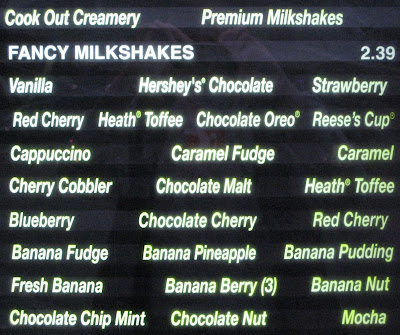 Cook Out Creamery Premium Milkshakes
FANCY MILKSHAKES 2.39
Vanilla Hershey's® Chocolate Strawberry
Red Cherry Heath® Toffee Chocolate Oreo® Reese's Cup®
Cappuccino Caramel Fudge Caramel
Cherry Cobbler Chocolate Malt Heath® Toffee
Blueberry Chocolate Cherry Red Cherry
Banana Fudge Banana Pineapple Banana Pudding
Fresh Banana Banana Berry (3) Banana Nut
Chocolate Chip Mint Chocolate Nut Mocha